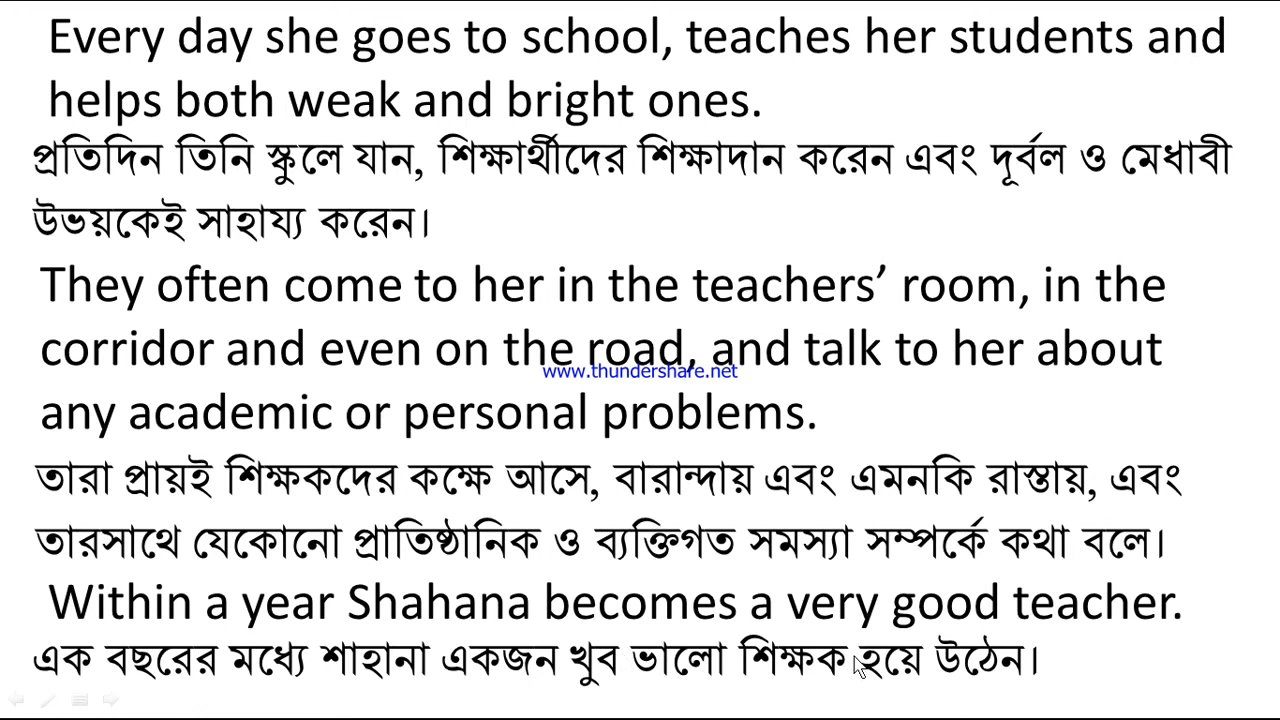 Every day she goes to school, teaches her students and
helps both weak and bright ones.
প্রতিদিন তিনি স্কুলে যান, শিক্ষার্থীদের শিক্ষাদান করেন এবং দূর্বল ও মেধাবী
উভয়কেই সাহায্য করেন।
They often come to her in the teachers’ room, in the
corridor and even on the road, and talk to her about
www.thundershare.net
any academic or personal problems.
তারা প্রায়ই শিক্ষকদের কক্ষে আসে, বারান্দায় এবং এমনকি রাস্তায়, এবং
তারসাথে যেকোনো প্রাতিষ্ঠানিক ও ব্যক্তিগত সমস্যা সম্পর্কে কথা বলে।
Within a year Shahana becomes a very good teacher.
এক বছরের মধ্যে শাহানা একজন খুব ভালো শিক্ষক হয়ে উঠেন।